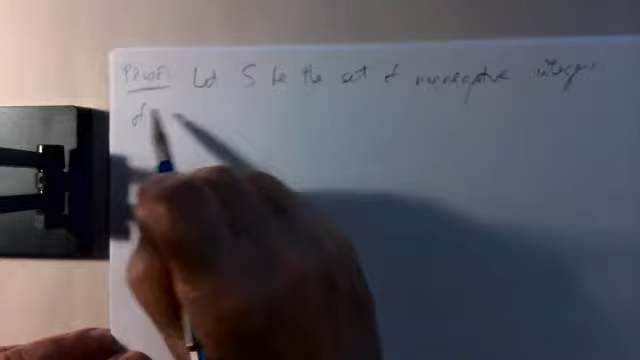 PROOF: Let S be the set of nonnegative integers
of